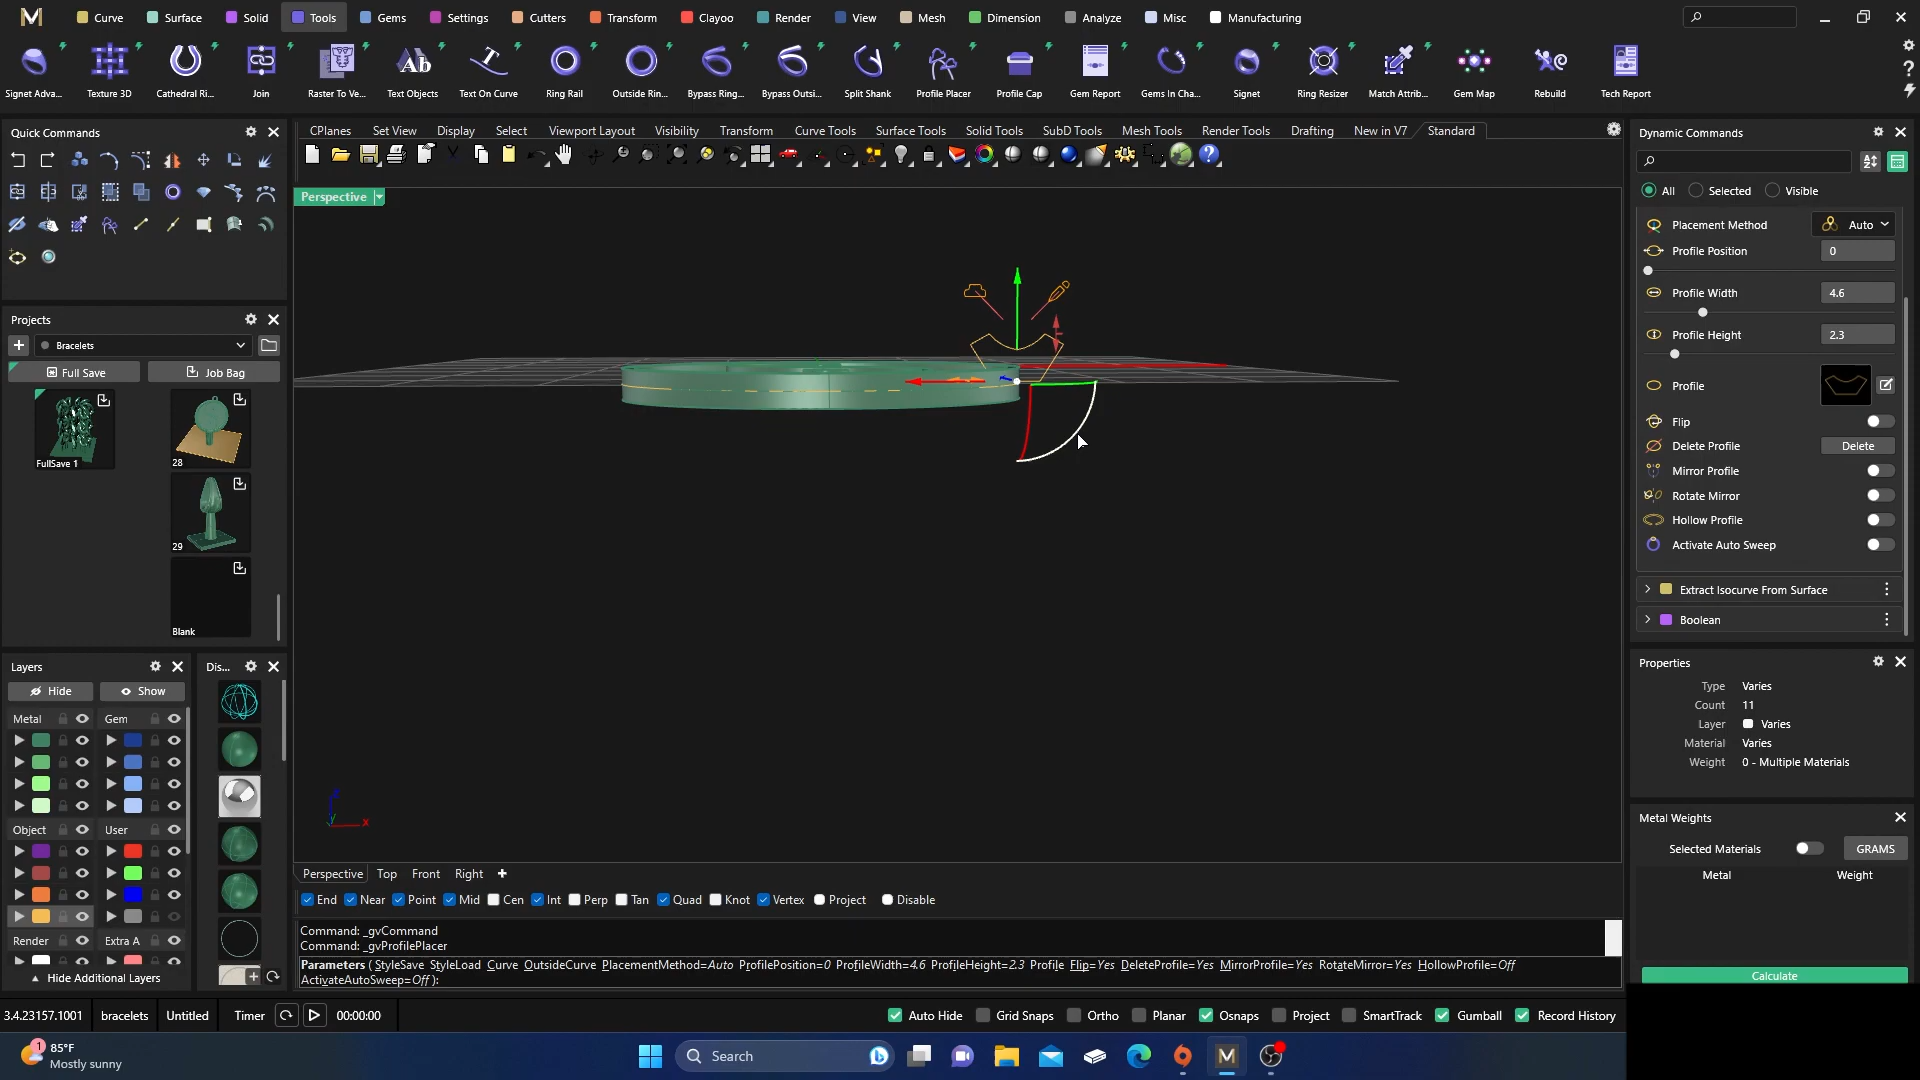 M Curve Surface Solid Tools Gems Settings Cutters Transform Clayoo Render View Mesh Dimension Analyze Misc Manufacturing
Signet Adva... Texture 3D Cathedral Ri... Join Raster To Ve... Text Objects Text On Curve Ring Rail Outside Rin... Bypass Ring... Bypass Outsi... Split Shank Profile Placer Profile Cap Gem Report Gems In Cha... Signet Ring Resizer Match Attrib... Gem Map Rebuild Tech Report
Quick Commands
CPlanes Set View Display Select Viewport Layout Visibility Transform Curve Tools Surface Tools Solid Tools SubD Tools Mesh Tools Render Tools Drafting New in V7 Standard
Perspective
Projects
Bracelets
Full Save Job Bag
FullSave 1
28
29
Blank
Layers
Hide Show
Metal Gem
Object User
Render Extra A
Hide Additional Layers
Dis...
x
Perspective Top Front Right
End Near Point Mid Cen Int Perp Tan Quad Knot Vertex Project Disable
Command: _gvCommand
Command: _gvProfilePlacer
Parameters ( StyleSave StyleLoad Curve OutsideCurve PlacementMethod=Auto ProfilePosition=0 ProfileWidth=4.6 ProfileHeight=2.3 Profile Flip=Yes DeleteProfile=Yes MirrorProfile=Yes RotateMirror=Yes HollowProfile=Off
ActivateAutoSweep=Off ):
Dynamic Commands
All Selected Visible
Placement Method Auto
Profile Position 0
Profile Width 4.6
Profile Height 2.3
Profile
Flip
Delete Profile Delete
Mirror Profile
Rotate Mirror
Hollow Profile
Activate Auto Sweep
Extract Isocurve From Surface
Boolean
Properties
Type Varies
Count 11
Layer Varies
Material Varies
Weight 0 - Multiple Materials
Metal Weights
Selected Materials GRAMS
Metal Weight
Calculate
3.4.23157.1001 bracelets Untitled Timer 00:00:00 Auto Hide Grid Snaps Ortho Planar Osnaps Project SmartTrack Gumball Record History
1 85°F
Mostly sunny
Search